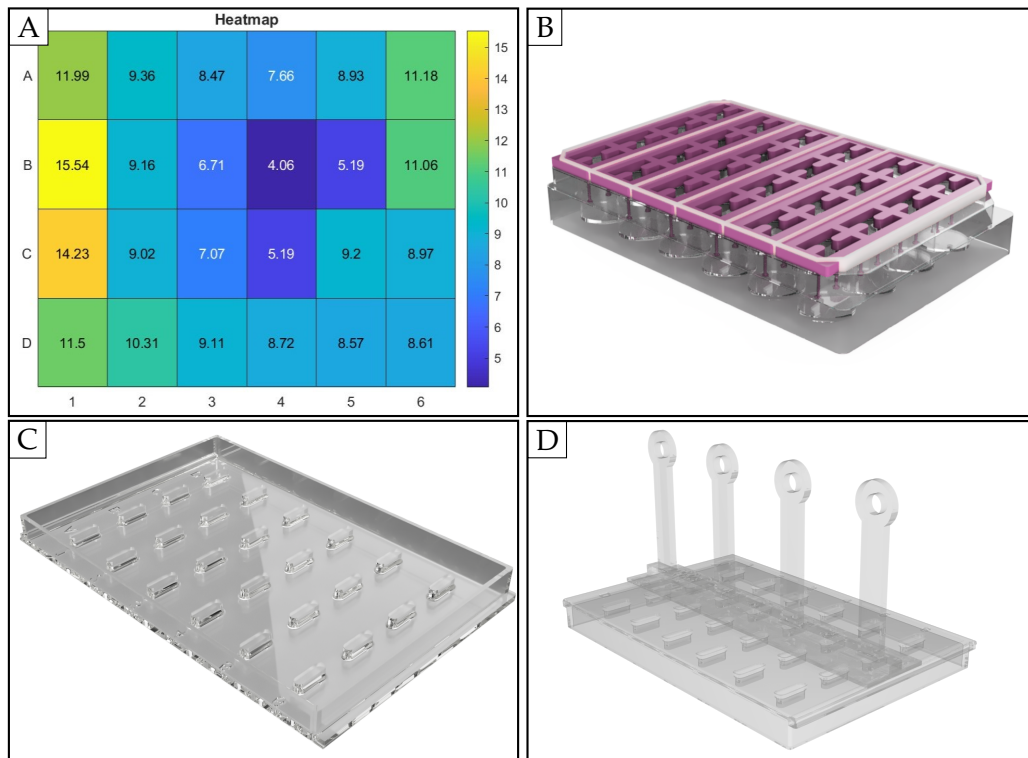 A
Heatmap
A 11.99 9.36 8.47 7.66 8.93 11.18
B 15.54 9.16 6.71 4.06 5.19 11.06
C 14.23 9.02 7.07 5.19 9.2 8.97
D 11.5 10.31 9.11 8.72 8.57 8.61
1 2 3 4 5 6
15
14
13
12
11
10
9
8
7
6
5
B
C
D